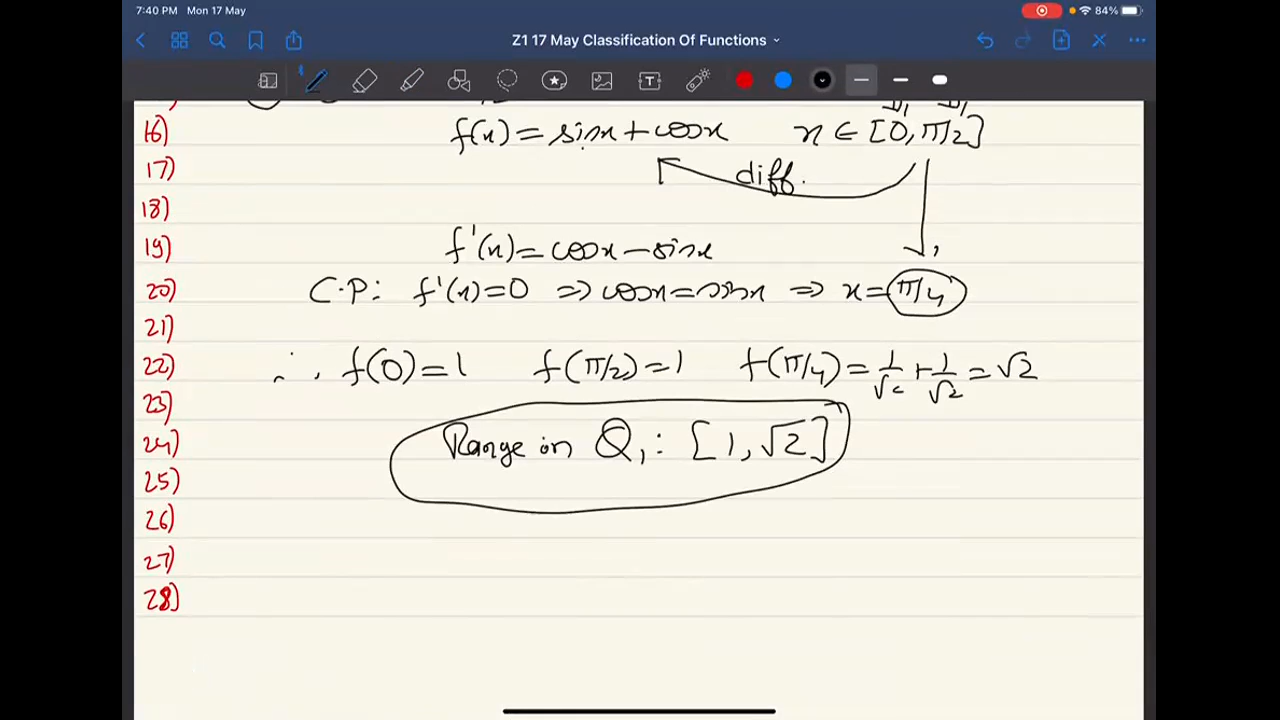 7:40 PM Mon 17 May 84%
Z1 17 May Classification Of Functions
16) f(x) = sinx + cosx x ∈ [0, π/2]
17) diff.
18)
19) f'(x) = cosx - sinx
20) C.P: f'(x) = 0 ⇒ cosx = sinx ⇒ x = π/4
21)
22) ∴ f(0) = 1 f(π/2) = 1 f(π/4) = 1/√2 + 1/√2 = √2
23)
24) Range in Q₁: [1, √2]
25)
26)
27)
28)